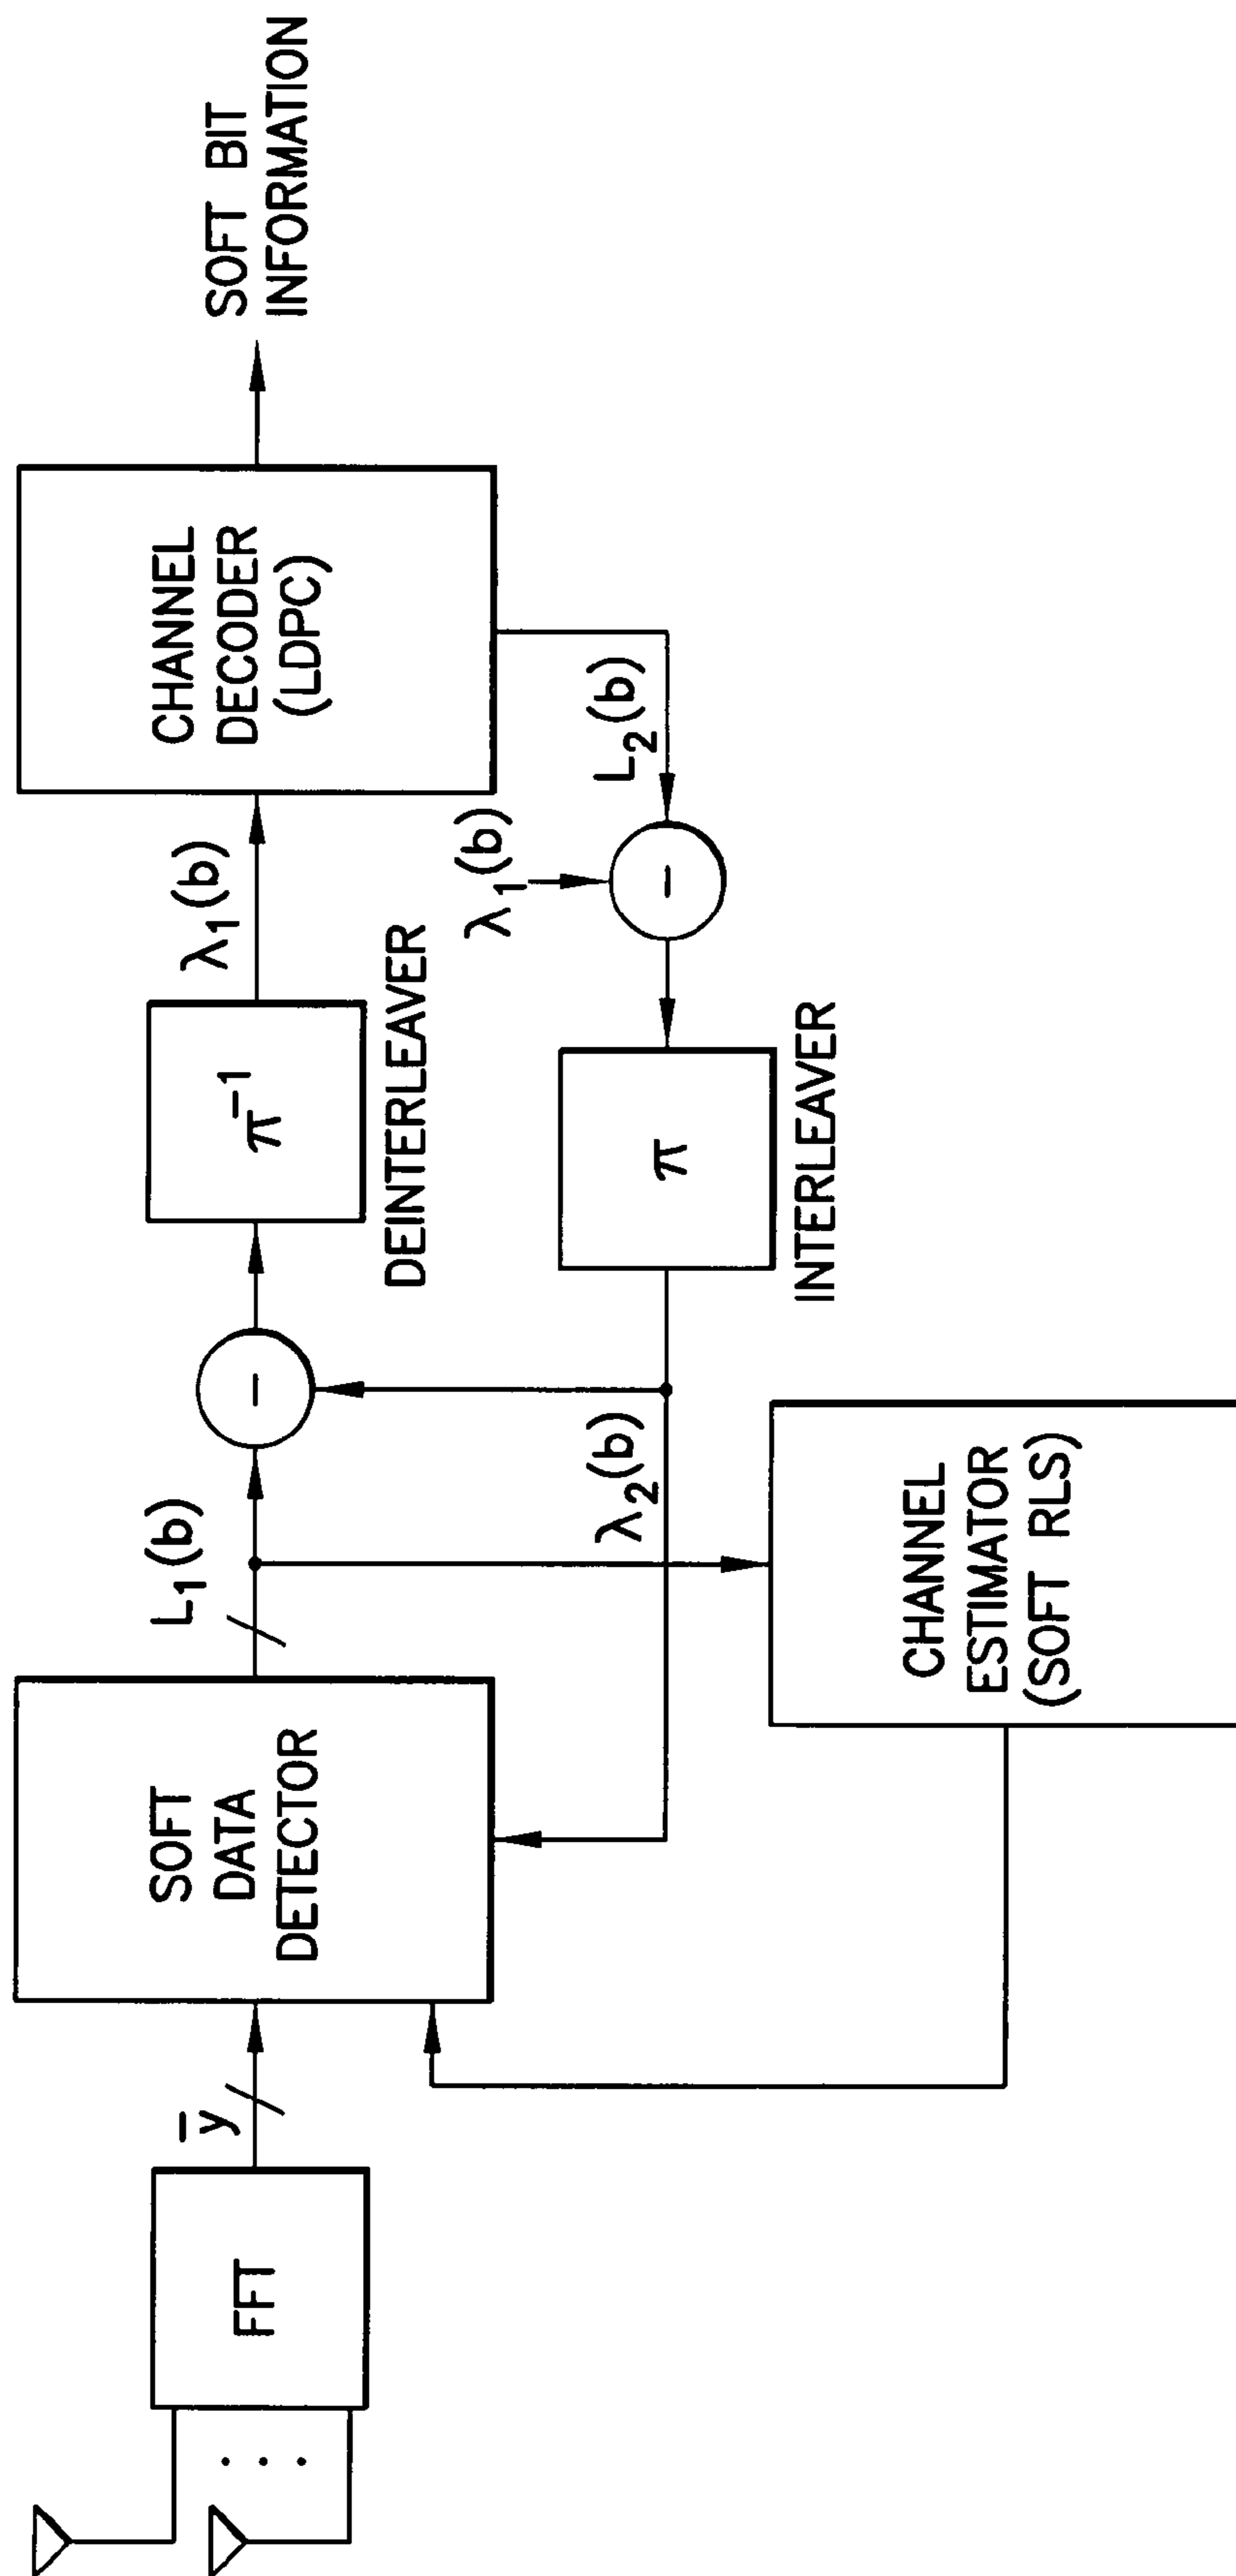 FFT
y̅
SOFT
DATA
DETECTOR
L₁(b)
−
π⁻¹
DEINTERLEAVER
λ₁(b)
CHANNEL
DECODER
(LDPC)
SOFT BIT
INFORMATION
L₂(b)
λ₁(b)
−
π
INTERLEAVER
λ₂(b)
CHANNEL
ESTIMATOR
(SOFT RLS)